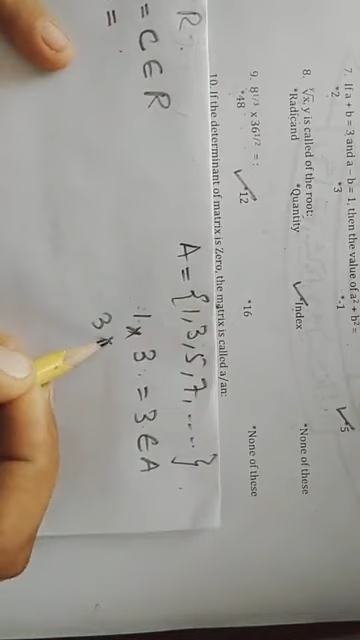 7. If a + b = 3 and a – b = 1, then the value of a² + b² =
*2 *3 *-1 ✓5
8. ʸ√x, y is called of the root:
*Radicand *Quantity ✓Index *None of these
9. 8^1/3 x 36^1/2 = :
*48 ✓12 *16 *None of these
10. If the determinant of matrix is Zero, the matrix is called a/an:
R
= C ∈ R
=
A = {1, 3, 5, 7, ....}
1 x 3 = 3 ∈ A
3 x